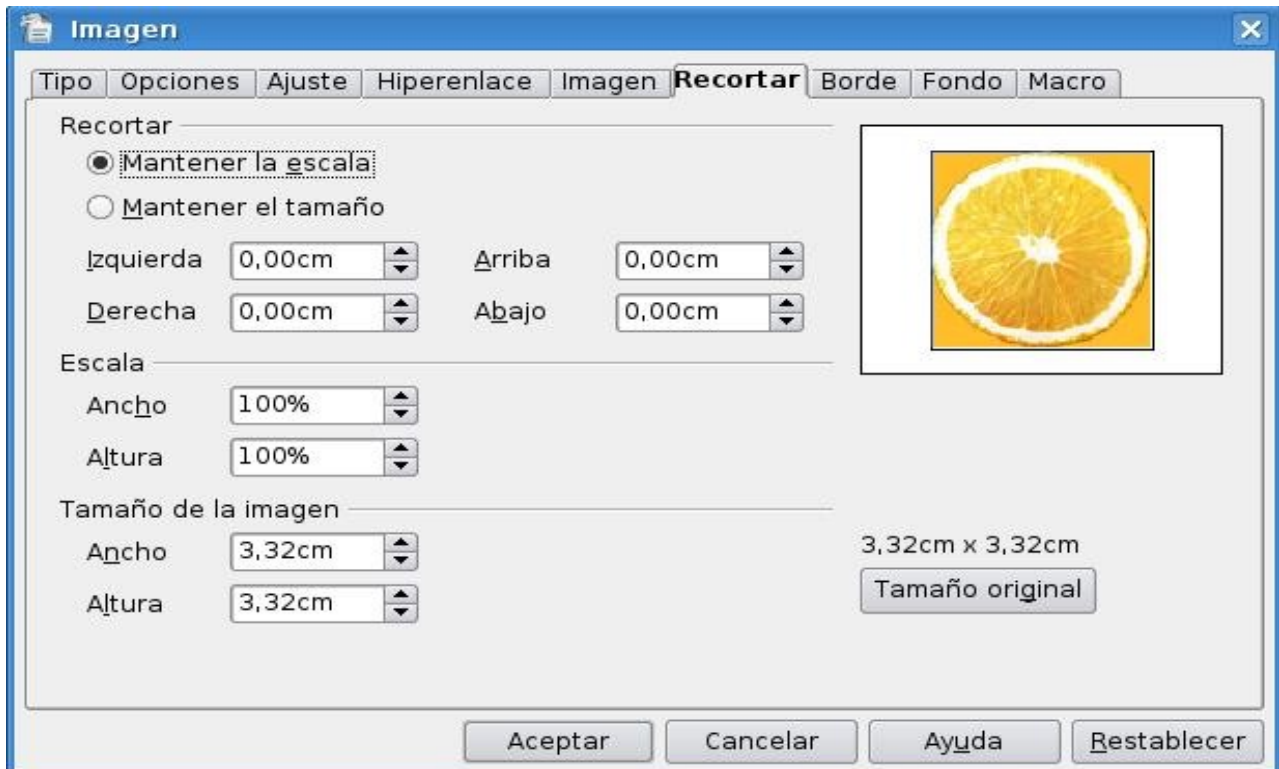 Imagen
Tipo Opciones Ajuste Hiperenlace Imagen Recortar Borde Fondo Macro
Recortar
Mantener la escala
Mantener el tamaño
Izquierda 0,00cm Arriba 0,00cm
Derecha 0,00cm Abajo 0,00cm
Escala
Ancho 100%
Altura 100%
Tamaño de la imagen
Ancho 3,32cm 3,32cm x 3,32cm
Altura 3,32cm Tamaño original
Aceptar Cancelar Ayuda Restablecer